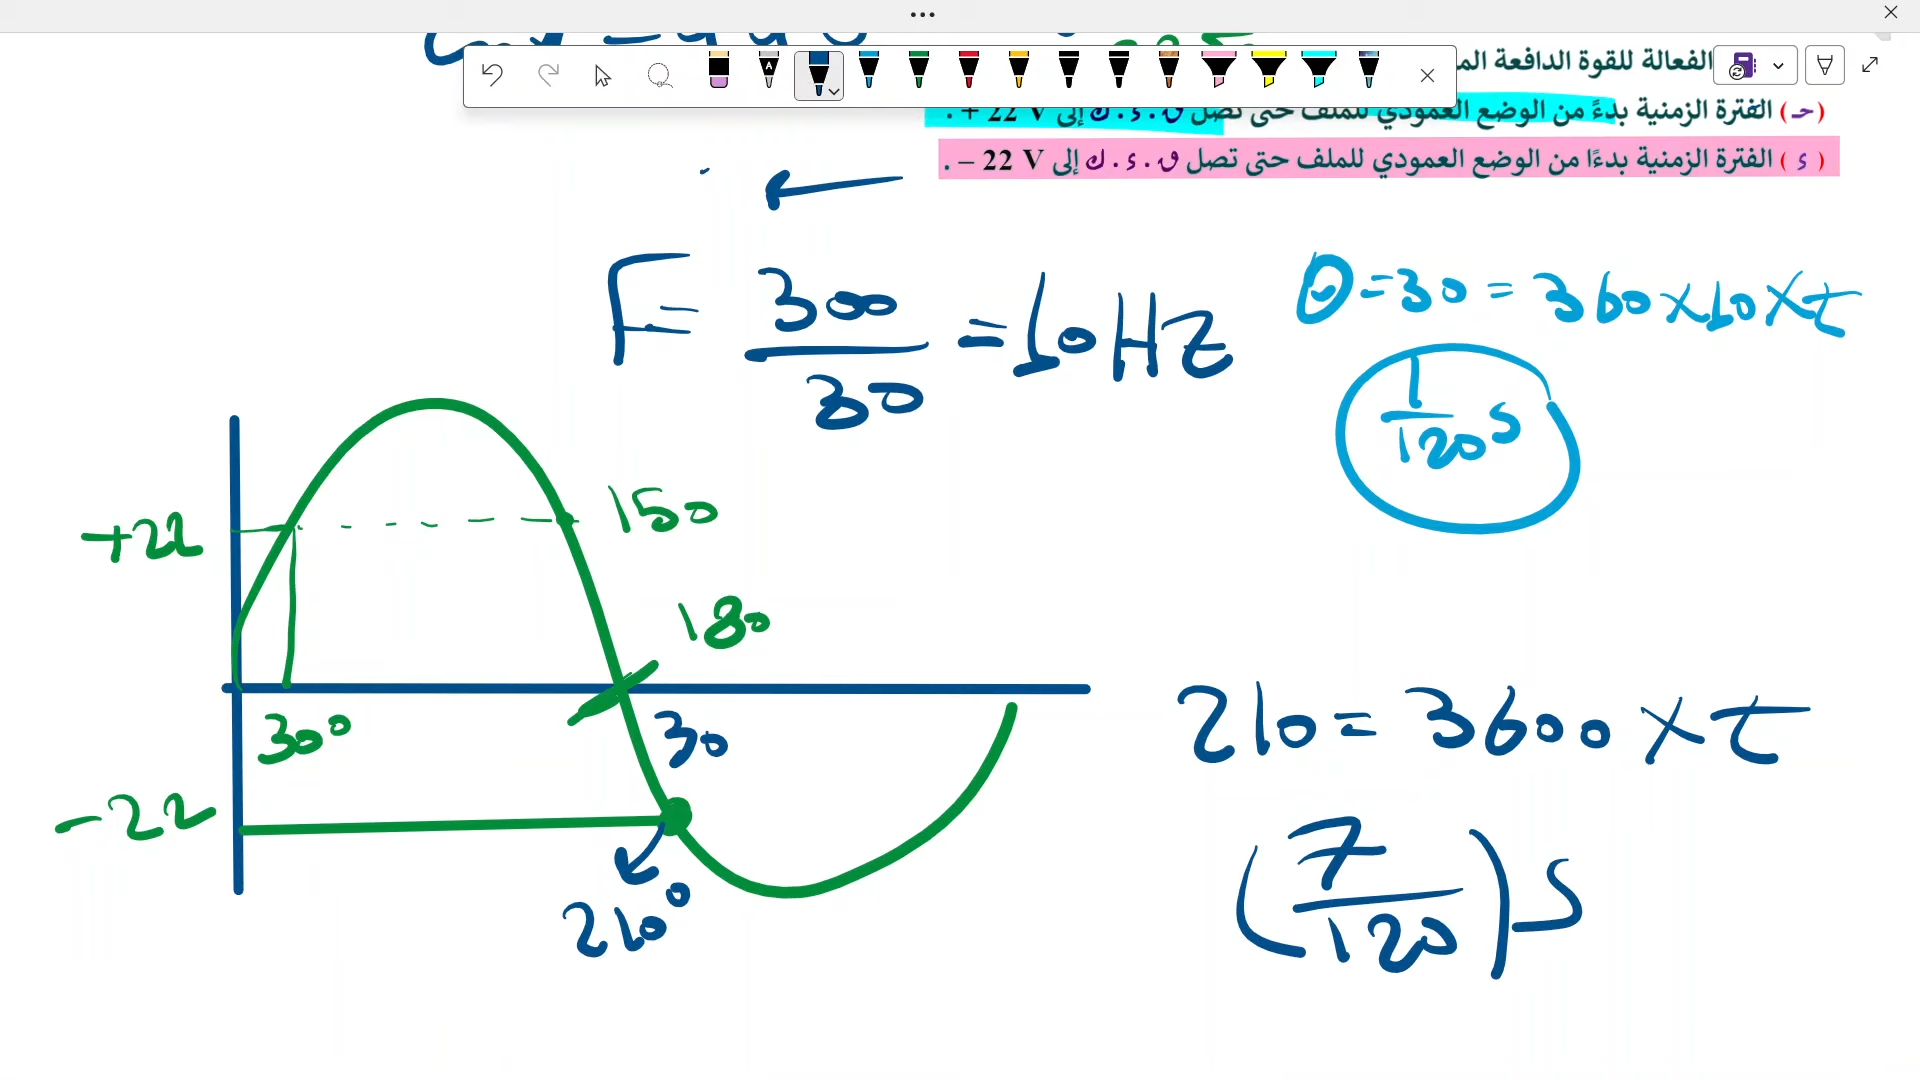 الفعالة للقوة الدافعة
(حـ) الفترة الزمنية بدءً من الوضع العمودي للملف حتى تصل ق . ء . ك إلى 22 V + .
(ء) الفترة الزمنية بدءًا من الوضع العمودي للملف حتى تصل ق . ء . ك إلى 22 V – .
F = 300/30 = 10 Hz
θ = 30 = 360 × 10 × t
1/120 s
+22
150
180
30°
30
-22
210°
210 = 3600 × t
(7/120) s